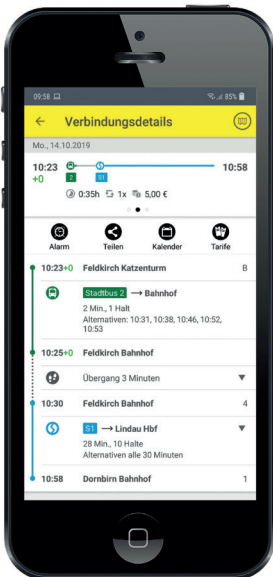 09:58 85%
Verbindungsdetails
Mo., 14.10.2019
10:23 10:58
+0 2 S1
0:35h 1x 5,00 €
Alarm Teilen Kalender Tarife
10:23+0 Feldkirch Katzenturm B
Stadtbus 2 → Bahnhof
2 Min., 1 Halt
Alternativen: 10:31, 10:38, 10:46, 10:52,
10:53
10:25+0 Feldkirch Bahnhof
Übergang 3 Minuten
10:30 Feldkirch Bahnhof 4
S1 → Lindau Hbf
28 Min., 10 Halte
Alternativen alle 30 Minuten
10:58 Dornbirn Bahnhof 1